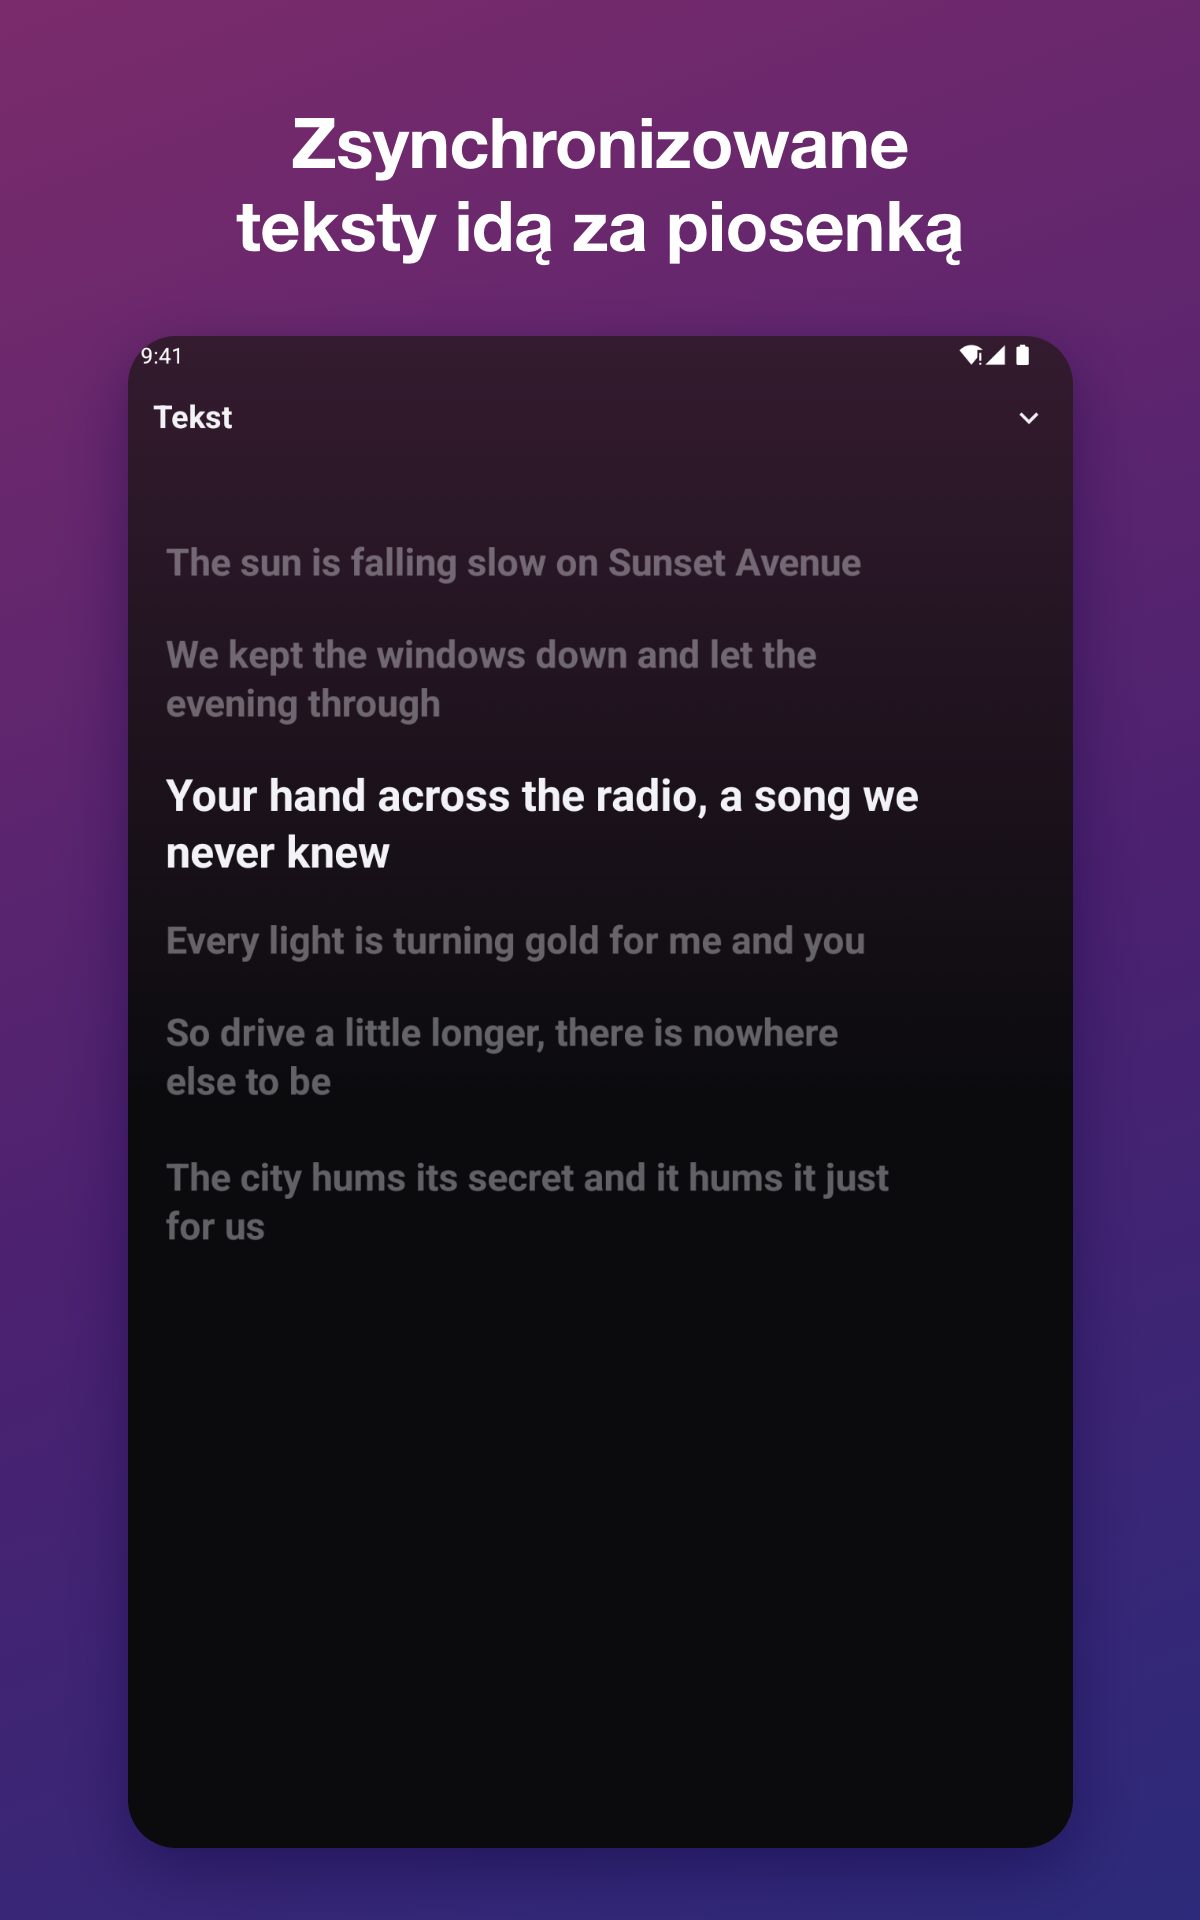 Zsynchronizowane
teksty idą za piosenką
9:41
Tekst
The sun is falling slow on Sunset Avenue
We kept the windows down and let the
evening through
Your hand across the radio, a song we
never knew
Every light is turning gold for me and you
So drive a little longer, there is nowhere
else to be
The city hums its secret and it hums it just
for us